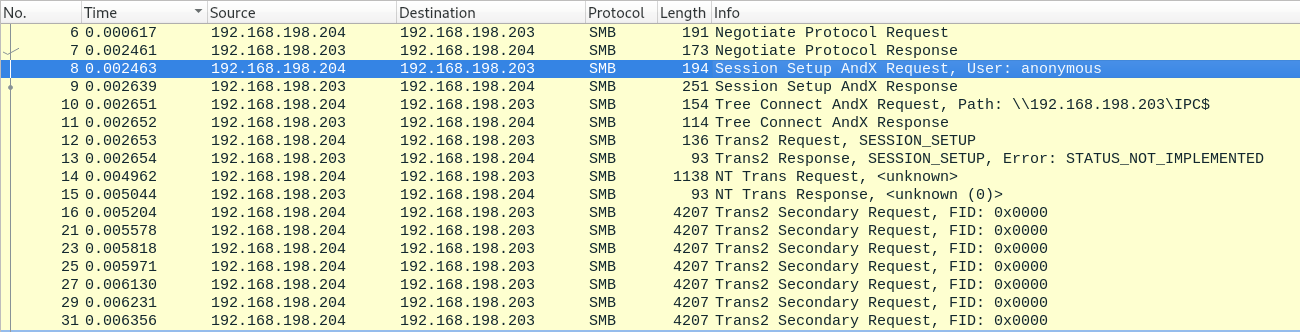 No. Time Source Destination Protocol Length Info
6 0.000617 192.168.198.204 192.168.198.203 SMB 191 Negotiate Protocol Request
7 0.002461 192.168.198.203 192.168.198.204 SMB 173 Negotiate Protocol Response
8 0.002463 192.168.198.204 192.168.198.203 SMB 194 Session Setup AndX Request, User: anonymous
9 0.002639 192.168.198.203 192.168.198.204 SMB 251 Session Setup AndX Response
10 0.002651 192.168.198.204 192.168.198.203 SMB 154 Tree Connect AndX Request, Path: \\192.168.198.203\IPC$
11 0.002652 192.168.198.203 192.168.198.204 SMB 114 Tree Connect AndX Response
12 0.002653 192.168.198.204 192.168.198.203 SMB 136 Trans2 Request, SESSION_SETUP
13 0.002654 192.168.198.203 192.168.198.204 SMB 93 Trans2 Response, SESSION_SETUP, Error: STATUS_NOT_IMPLEMENTED
14 0.004962 192.168.198.204 192.168.198.203 SMB 1138 NT Trans Request, <unknown>
15 0.005044 192.168.198.203 192.168.198.204 SMB 93 NT Trans Response, <unknown (0)>
16 0.005204 192.168.198.204 192.168.198.203 SMB 4207 Trans2 Secondary Request, FID: 0x0000
21 0.005578 192.168.198.204 192.168.198.203 SMB 4207 Trans2 Secondary Request, FID: 0x0000
23 0.005818 192.168.198.204 192.168.198.203 SMB 4207 Trans2 Secondary Request, FID: 0x0000
25 0.005971 192.168.198.204 192.168.198.203 SMB 4207 Trans2 Secondary Request, FID: 0x0000
27 0.006130 192.168.198.204 192.168.198.203 SMB 4207 Trans2 Secondary Request, FID: 0x0000
29 0.006231 192.168.198.204 192.168.198.203 SMB 4207 Trans2 Secondary Request, FID: 0x0000
31 0.006356 192.168.198.204 192.168.198.203 SMB 4207 Trans2 Secondary Request, FID: 0x0000